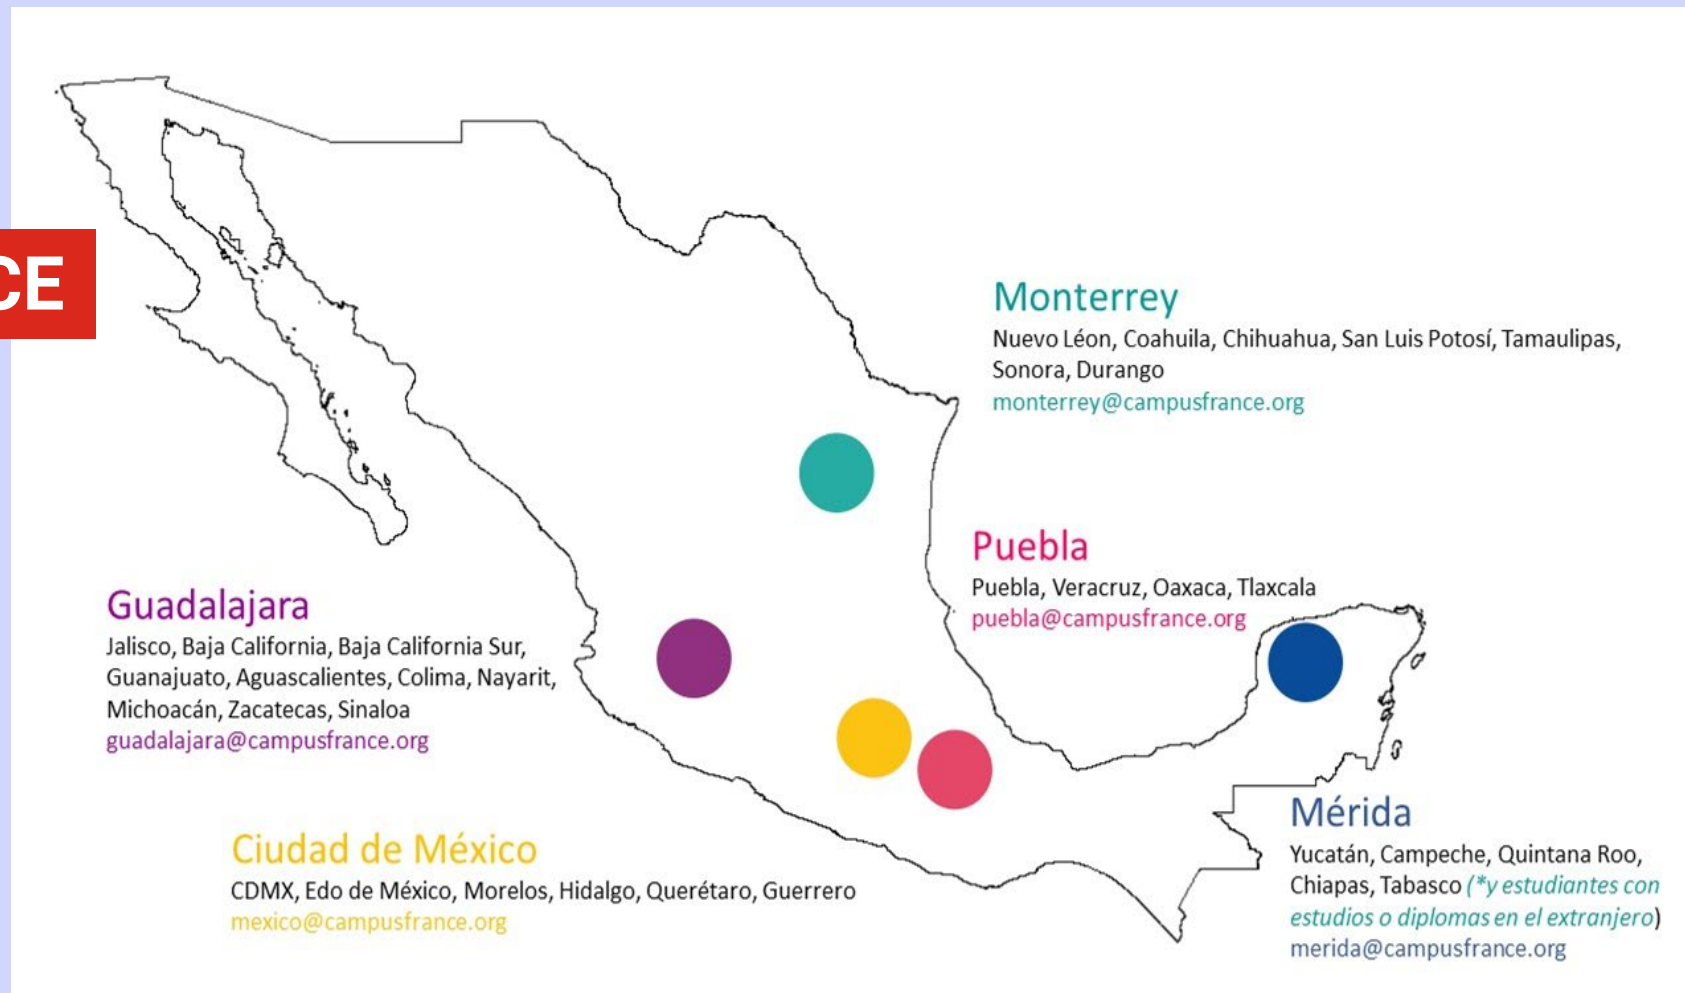 CE
Monterrey
Nuevo Léon, Coahuila, Chihuahua, San Luis Potosí, Tamaulipas,
Sonora, Durango
monterrey@campusfrance.org
Puebla
Puebla, Veracruz, Oaxaca, Tlaxcala
puebla@campusfrance.org
Guadalajara
Jalisco, Baja California, Baja California Sur,
Guanajuato, Aguascalientes, Colima, Nayarit,
Michoacán, Zacatecas, Sinaloa
guadalajara@campusfrance.org
Ciudad de México
CDMX, Edo de México, Morelos, Hidalgo, Querétaro, Guerrero
mexico@campusfrance.org
Mérida
Yucatán, Campeche, Quintana Roo,
Chiapas, Tabasco (*y estudiantes con
estudios o diplomas en el extranjero)
merida@campusfrance.org